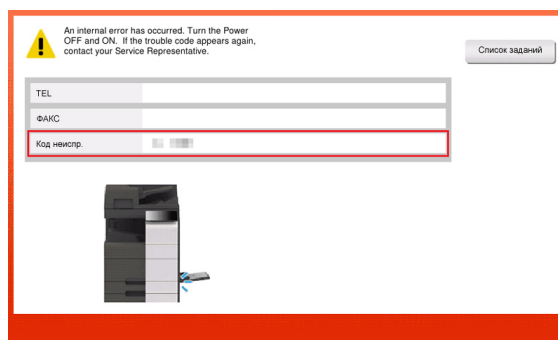 An internal error has occurred. Turn the Power
OFF and ON. If the trouble code appears again,
contact your Service Representative.
Список заданий
TEL
ФАКС
Код неиспр.